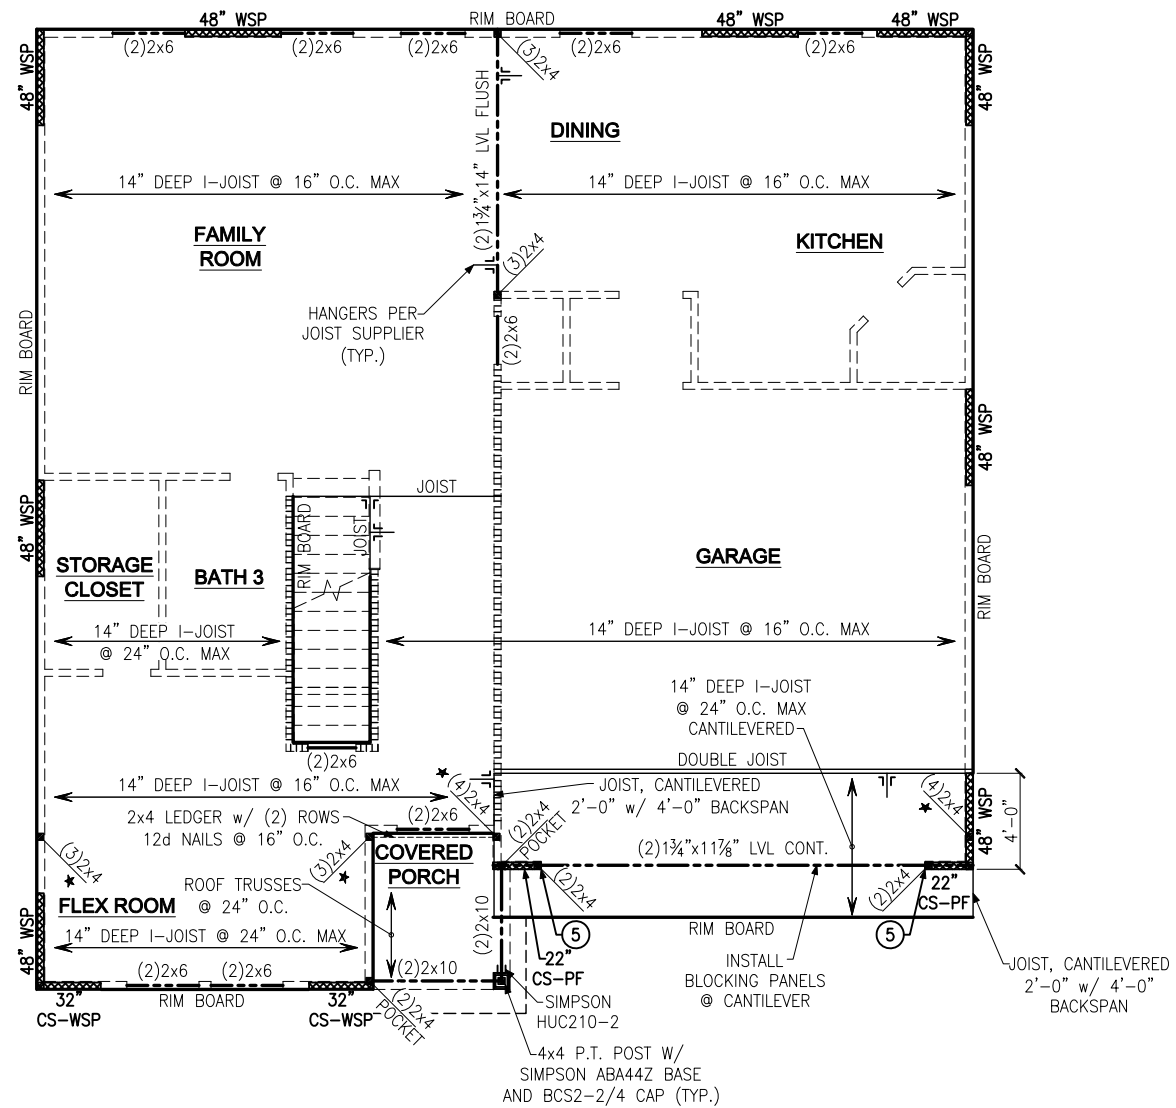 48” WSP
RIM BOARD
48” WSP
48” WSP
(2)2x6
(2)2x6
(2)2x6
(3)2x4
(2)2x6
(2)2x6
48” WSP
48” WSP
(2)1¾”x14” LVL FLUSH
DINING
14” DEEP I-JOIST @ 16” O.C. MAX
14” DEEP I-JOIST @ 16” O.C. MAX
FAMILY
ROOM
KITCHEN
(3)2x4
HANGERS PER
JOIST SUPPLIER
(TYP.)
(2)2x6
RIM BOARD
48” WSP
JOIST
48” WSP
RIM BOARD
JOIST
STORAGE
CLOSET
BATH 3
GARAGE
RIM BOARD
14” DEEP I-JOIST
@ 24” O.C. MAX
14” DEEP I-JOIST @ 16” O.C. MAX
14” DEEP I-JOIST
@ 24” O.C. MAX
CANTILEVERED
(2)2x6
DOUBLE JOIST
14” DEEP I-JOIST @ 16” O.C. MAX
(4)2x4
JOIST, CANTILEVERED
2’-0” w/ 4’-0” BACKSPAN
(4)2x4
48” WSP
4’-0”
2x4 LEDGER w/ (2) ROWS
12d NAILS @ 16” O.C.
(2)2x6
(2)2x4
POCKET
(2)1¾”x11⅞” LVL CONT.
(3)2x4
(3)2x4
COVERED
PORCH
ROOF TRUSSES
@ 24” O.C.
(2)2x4
(2)2x4
22”
CS-PF
FLEX ROOM
48” WSP
14” DEEP I-JOIST @ 24” O.C. MAX
(2)2x10
5
5
RIM BOARD
22”
CS-PF
INSTALL
BLOCKING PANELS
@ CANTILEVER
JOIST, CANTILEVERED
2’-0” w/ 4’-0”
BACKSPAN
(2)2x6
(2)2x6
(2)2x10
32”
CS-WSP
RIM BOARD
32”
CS-WSP
(2)2x4
POCKET
SIMPSON
HUC210-2
4x4 P.T. POST W/
SIMPSON ABA44Z BASE
AND BCS2-2/4 CAP (TYP.)